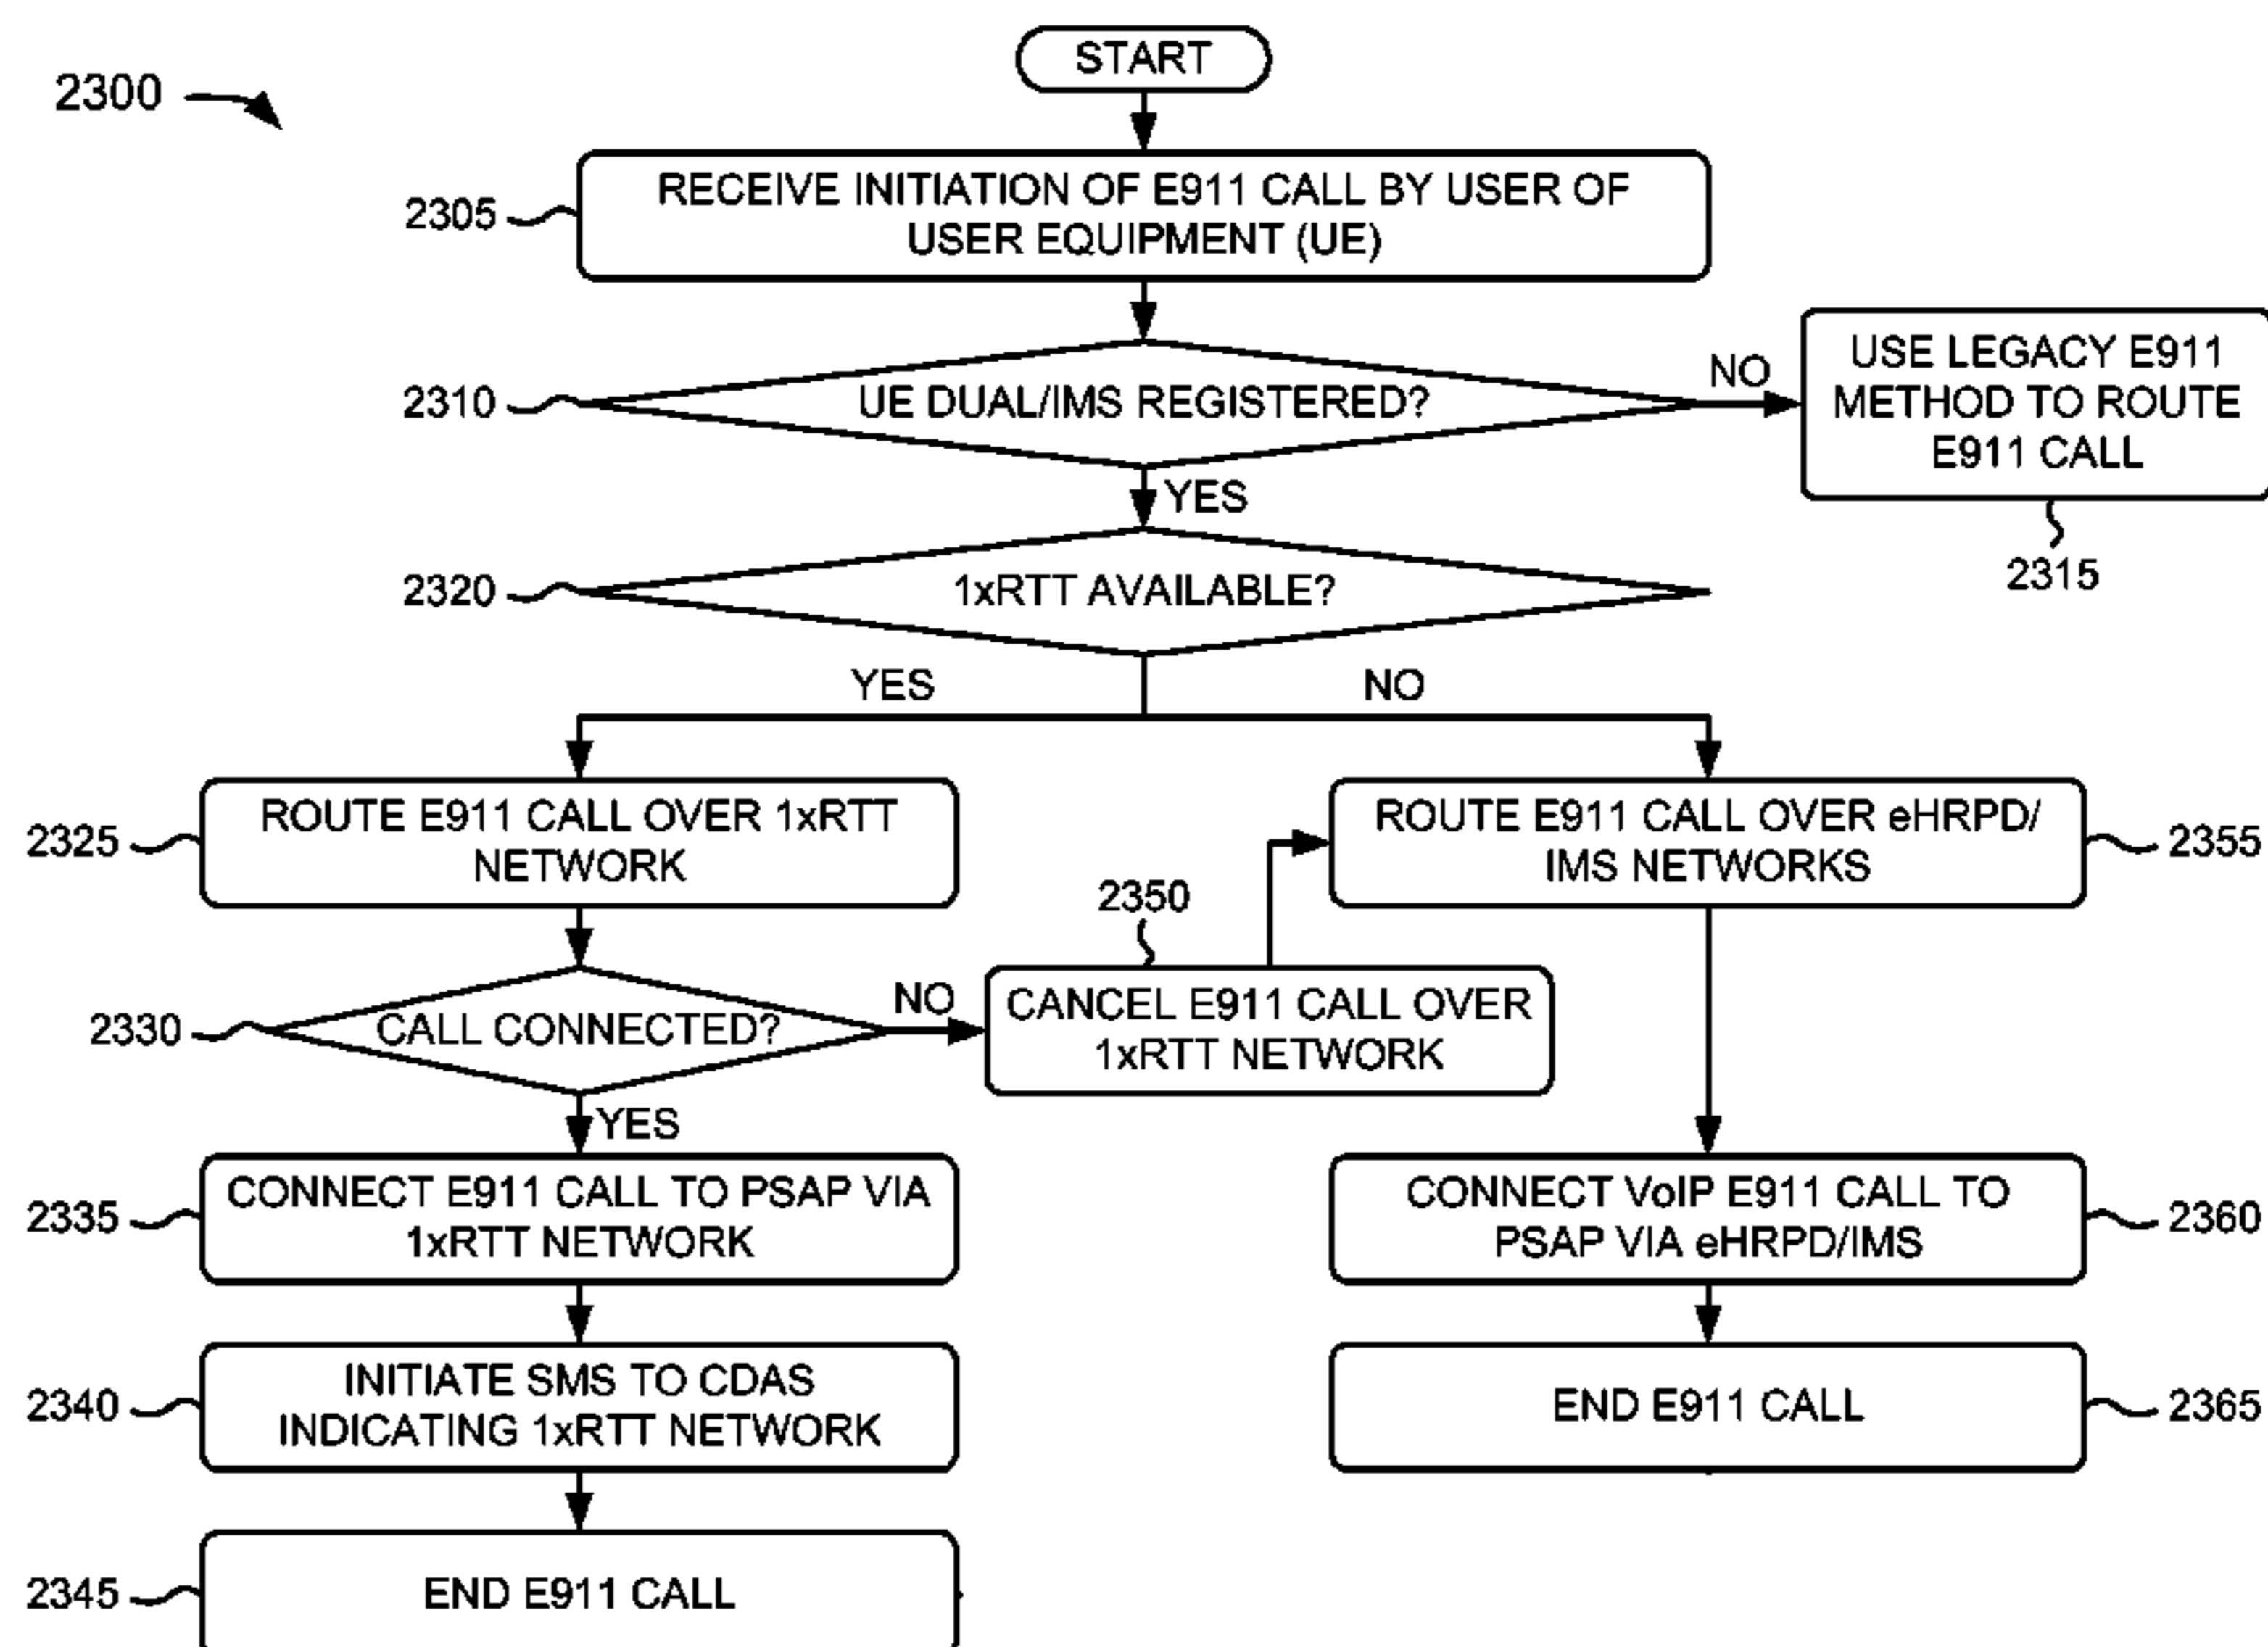 START
2300
RECEIVE INITIATION OF E911 CALL BY USER OF
USER EQUIPMENT (UE)
2305
UE DUAL/IMS REGISTERED?
2310
NO
USE LEGACY E911
METHOD TO ROUTE
E911 CALL
2315
YES
1xRTT AVAILABLE?
2320
YES
NO
ROUTE E911 CALL OVER 1xRTT
NETWORK
2325
ROUTE E911 CALL OVER eHRPD/
IMS NETWORKS
2355
2350
CALL CONNECTED?
2330
NO
CANCEL E911 CALL OVER
1xRTT NETWORK
YES
CONNECT E911 CALL TO PSAP VIA
1xRTT NETWORK
2335
CONNECT VoIP E911 CALL TO
PSAP VIA eHRPD/IMS
2360
INITIATE SMS TO CDAS
INDICATING 1xRTT NETWORK
2340
END E911 CALL
2365
END E911 CALL
2345